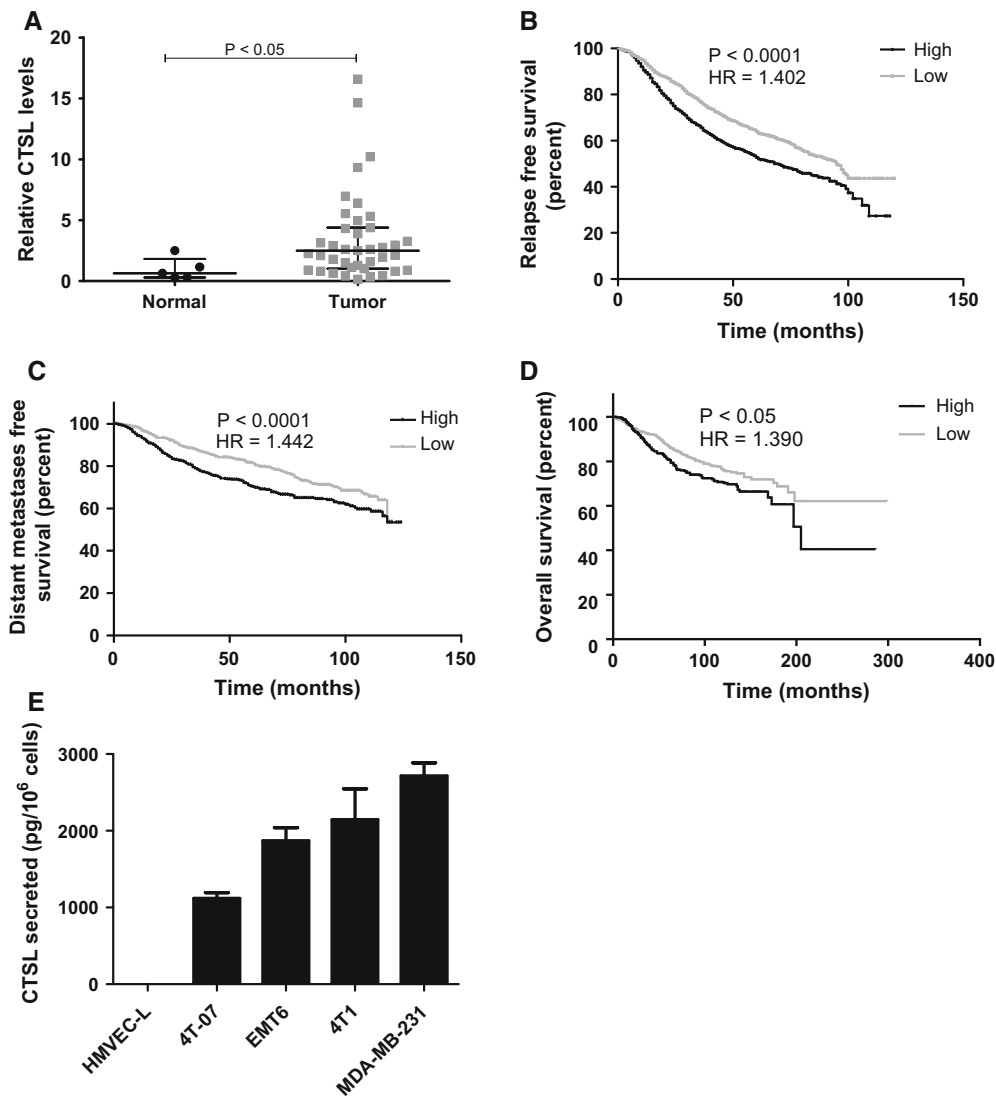 A
Relative CTSL levels
20
15
10
5
0
P < 0.05
Normal
Tumor
B
Relapse free survival
(percent)
100
80
60
40
20
0
P < 0.0001
HR = 1.402
High
Low
0
50
100
150
Time (months)
C
Distant metastases free
survival (percent)
100
80
60
40
20
0
P < 0.0001
HR = 1.442
High
Low
0
50
100
150
Time (months)
D
Overall survival (percent)
100
80
60
40
20
0
P < 0.05
HR = 1.390
High
Low
0
100
200
300
400
Time (months)
E
CTSL secreted (pg/10⁶ cells)
3000
2000
1000
0
HMVEC-L
4T-07
EMT6
4T1
MDA-MB-231